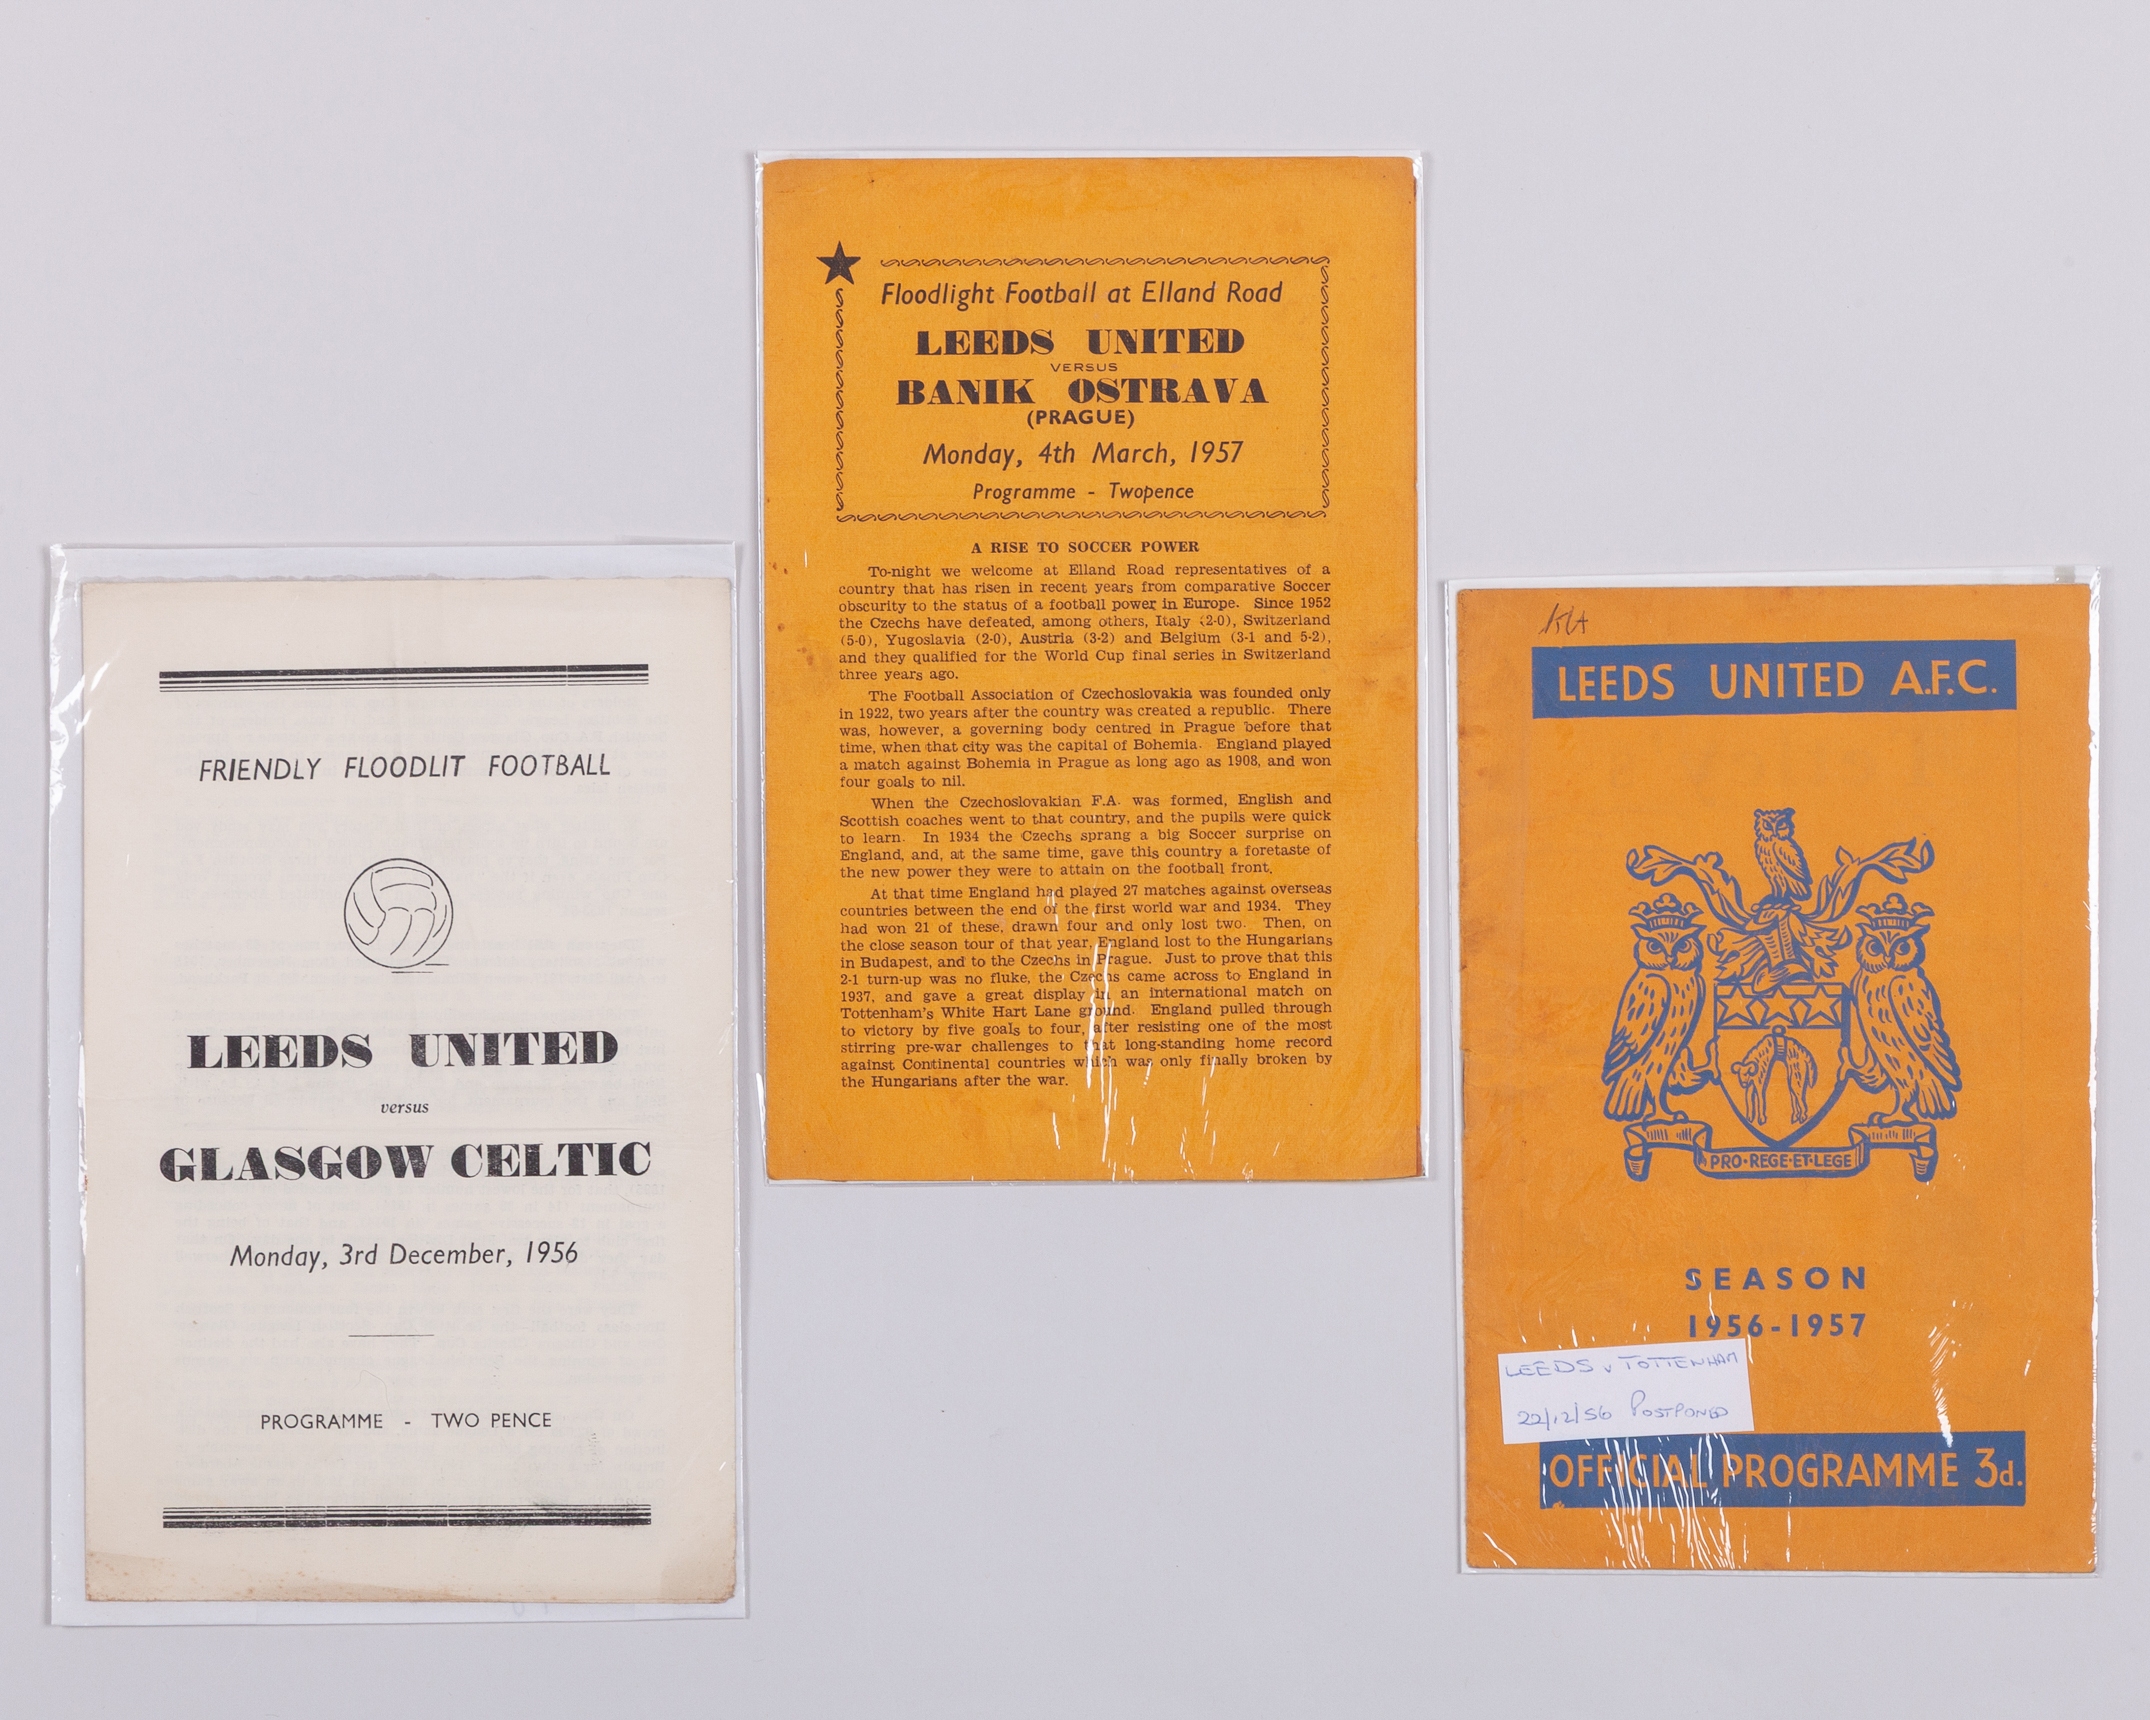 FRIENDLY FLOODLIT FOOTBALL
LEEDS UNITED
versus
GLASGOW CELTIC
Monday, 3rd December, 1956
PROGRAMME - TWO PENCE
Floodlight Football at Elland Road
LEEDS UNITED
VERSUS
BANIK OSTRAVA
(PRAGUE)
Monday, 4th March, 1957
Programme - Twopence
A RISE TO SOCCER POWER
To-night we welcome at Elland Road representatives of a
country that has risen in recent years from comparative Soccer
obscurity to the status of a football power in Europe. Since 1952
the Czechs have defeated, among others, Italy (2-0), Switzerland
(5-0), Yugoslavia (2-0), Austria (3-2) and Belgium (3-1 and 5-2),
and they qualified for the World Cup final series in Switzerland
three years ago.
The Football Association of Czechoslovakia was founded only
in 1922, two years after the country was created a republic. There
was, however, a governing body centred in Prague before that
time, when that city was the capital of Bohemia. England played
a match against Bohemia in Prague as long ago as 1908, and won
four goals to nil.
When the Czechoslovakian F.A. was formed, English and
Scottish coaches went to that country, and the pupils were quick
to learn. In 1934 the Czechs sprang a big Soccer surprise on
England, and, at the same time, gave this country a foretaste of
the new power they were to attain on the football front.
At that time England had played 27 matches against overseas
countries between the end of the first world war and 1934. They
had won 21 of these, drawn four and only lost two. Then, on
the close season tour of that year, England lost to the Hungarians
in Budapest, and to the Czechs in Prague. Just to prove that this
2-1 turn-up was no fluke, the Czechs came across to England in
1937, and gave a great display in an international match on
Tottenham's White Hart Lane ground. England pulled through
to victory by five goals to four, after resisting one of the most
stirring pre-war challenges to that long-standing home record
against Continental countries which was only finally broken by
the Hungarians after the war.
LEEDS UNITED A.F.C.
PRO·REGE·ET·LEGE
SEASON
1956-1957
LEEDS v TOTTENHAM
22/12/56 POSTPONED
OFFICIAL PROGRAMME 3d.